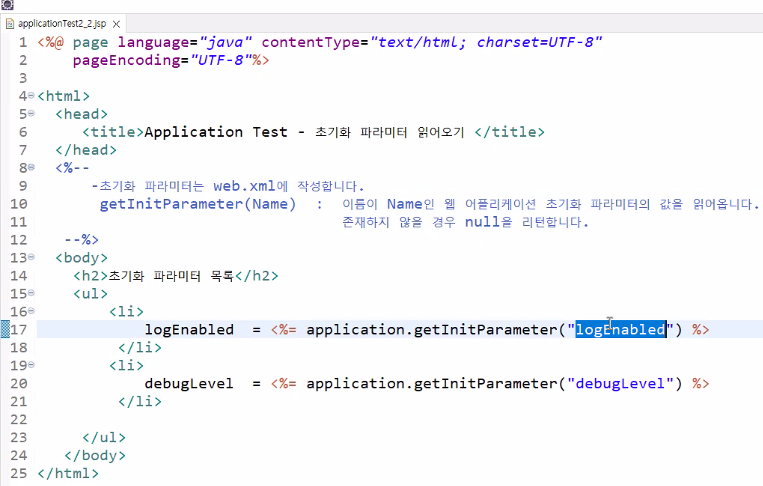 applicationTest2_2.jsp
1 <%@ page language="java" contentType="text/html; charset=UTF-8"
2 pageEncoding="UTF-8"%>
3
4 <html>
5 <head>
6 <title>Application Test - 초기화 파라미터 읽어오기 </title>
7 </head>
8 <%--
9 -초기화 파라미터는 web.xml에 작성합니다.
10 getInitParameter(Name) : 이름이 Name인 웹 어플리케이션 초기화 파라미터의 값을 읽어옵니다.
11 존재하지 않을 경우 null을 리턴합니다.
12 --%>
13 <body>
14 <h2>초기화 파라미터 목록</h2>
15 <ul>
16 <li>
17 logEnabled = <%= application.getInitParameter("logEnabled") %>
18 </li>
19 <li>
20 debugLevel = <%= application.getInitParameter("debugLevel") %>
21 </li>
22
23 </ul>
24 </body>
25 </html>